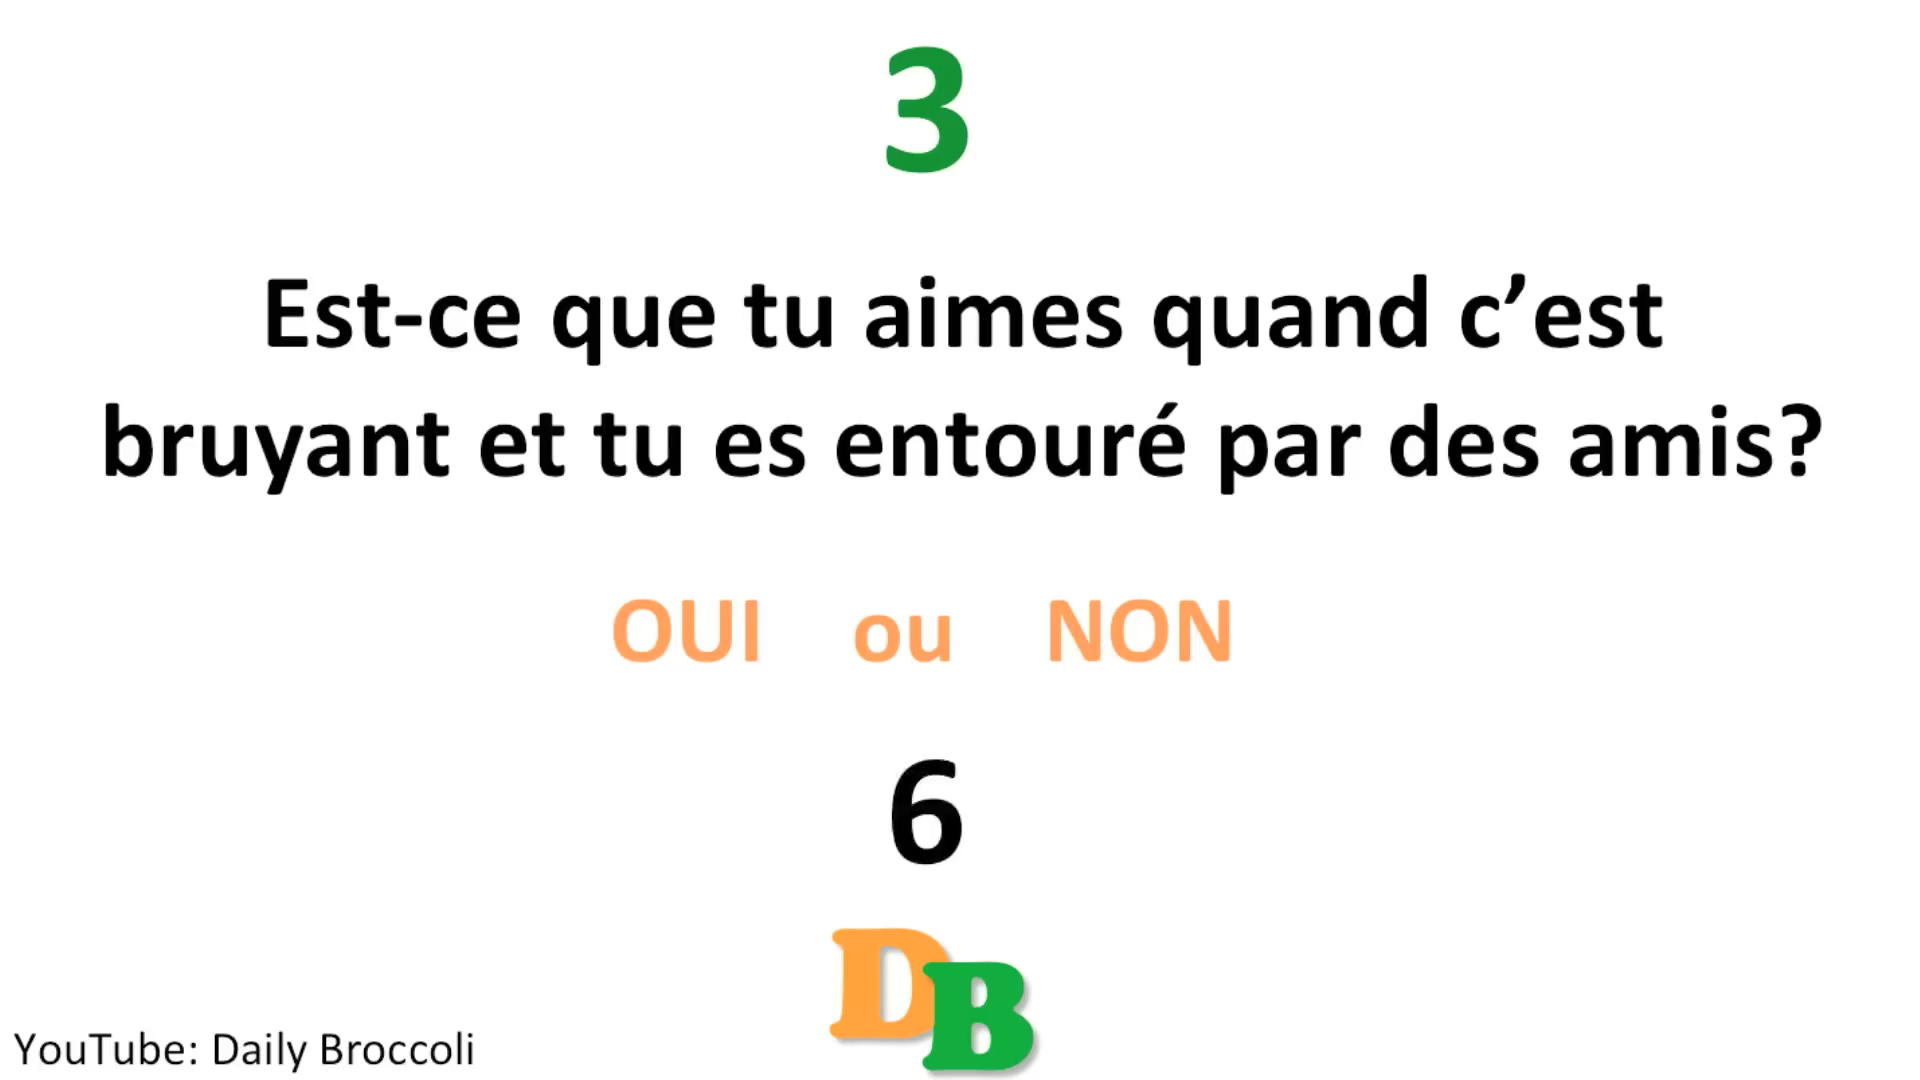 3
Est-ce que tu aimes quand c’est
bruyant et tu es entouré par des amis?
OUI ou NON
6
DB
YouTube: Daily Broccoli